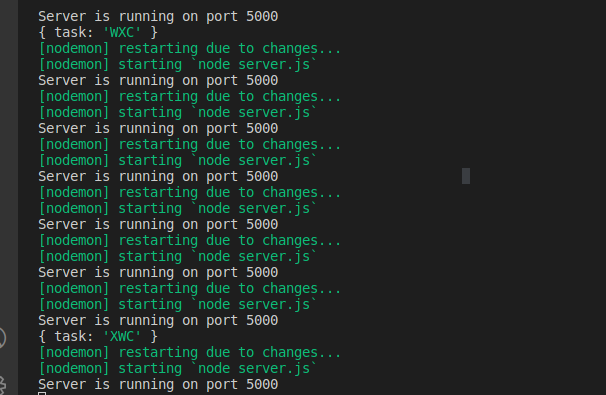 Server is running on port 5000
{ task: 'WXC' }
[nodemon] restarting due to changes...
[nodemon] starting `node server.js`
Server is running on port 5000
[nodemon] restarting due to changes...
[nodemon] starting `node server.js`
Server is running on port 5000
[nodemon] restarting due to changes...
[nodemon] starting `node server.js`
Server is running on port 5000
[nodemon] restarting due to changes...
[nodemon] starting `node server.js`
Server is running on port 5000
[nodemon] restarting due to changes...
[nodemon] starting `node server.js`
Server is running on port 5000
[nodemon] restarting due to changes...
[nodemon] starting `node server.js`
Server is running on port 5000
{ task: 'XWC' }
[nodemon] restarting due to changes...
[nodemon] starting `node server.js`
Server is running on port 5000